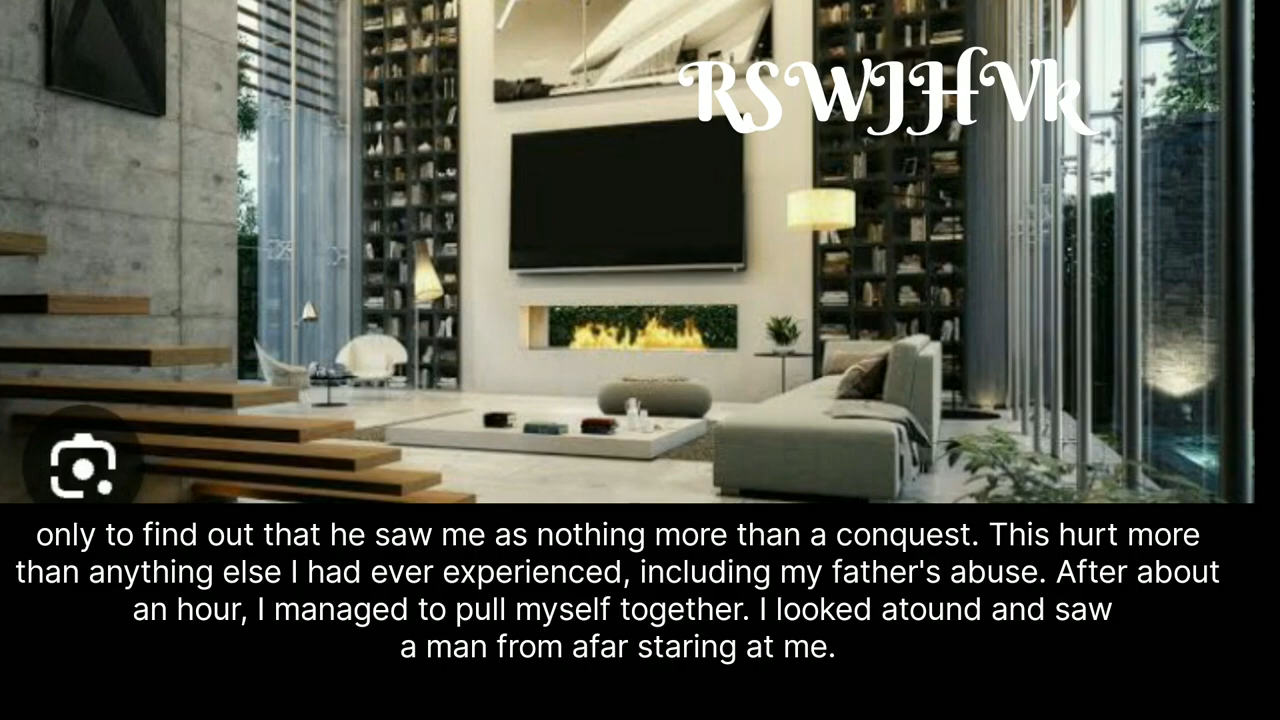 RSWJJHVk
only to find out that he saw me as nothing more than a conquest. This hurt more
than anything else I had ever experienced, including my father's abuse. After about
an hour, I managed to pull myself together. I looked atound and saw
a man from afar staring at me.